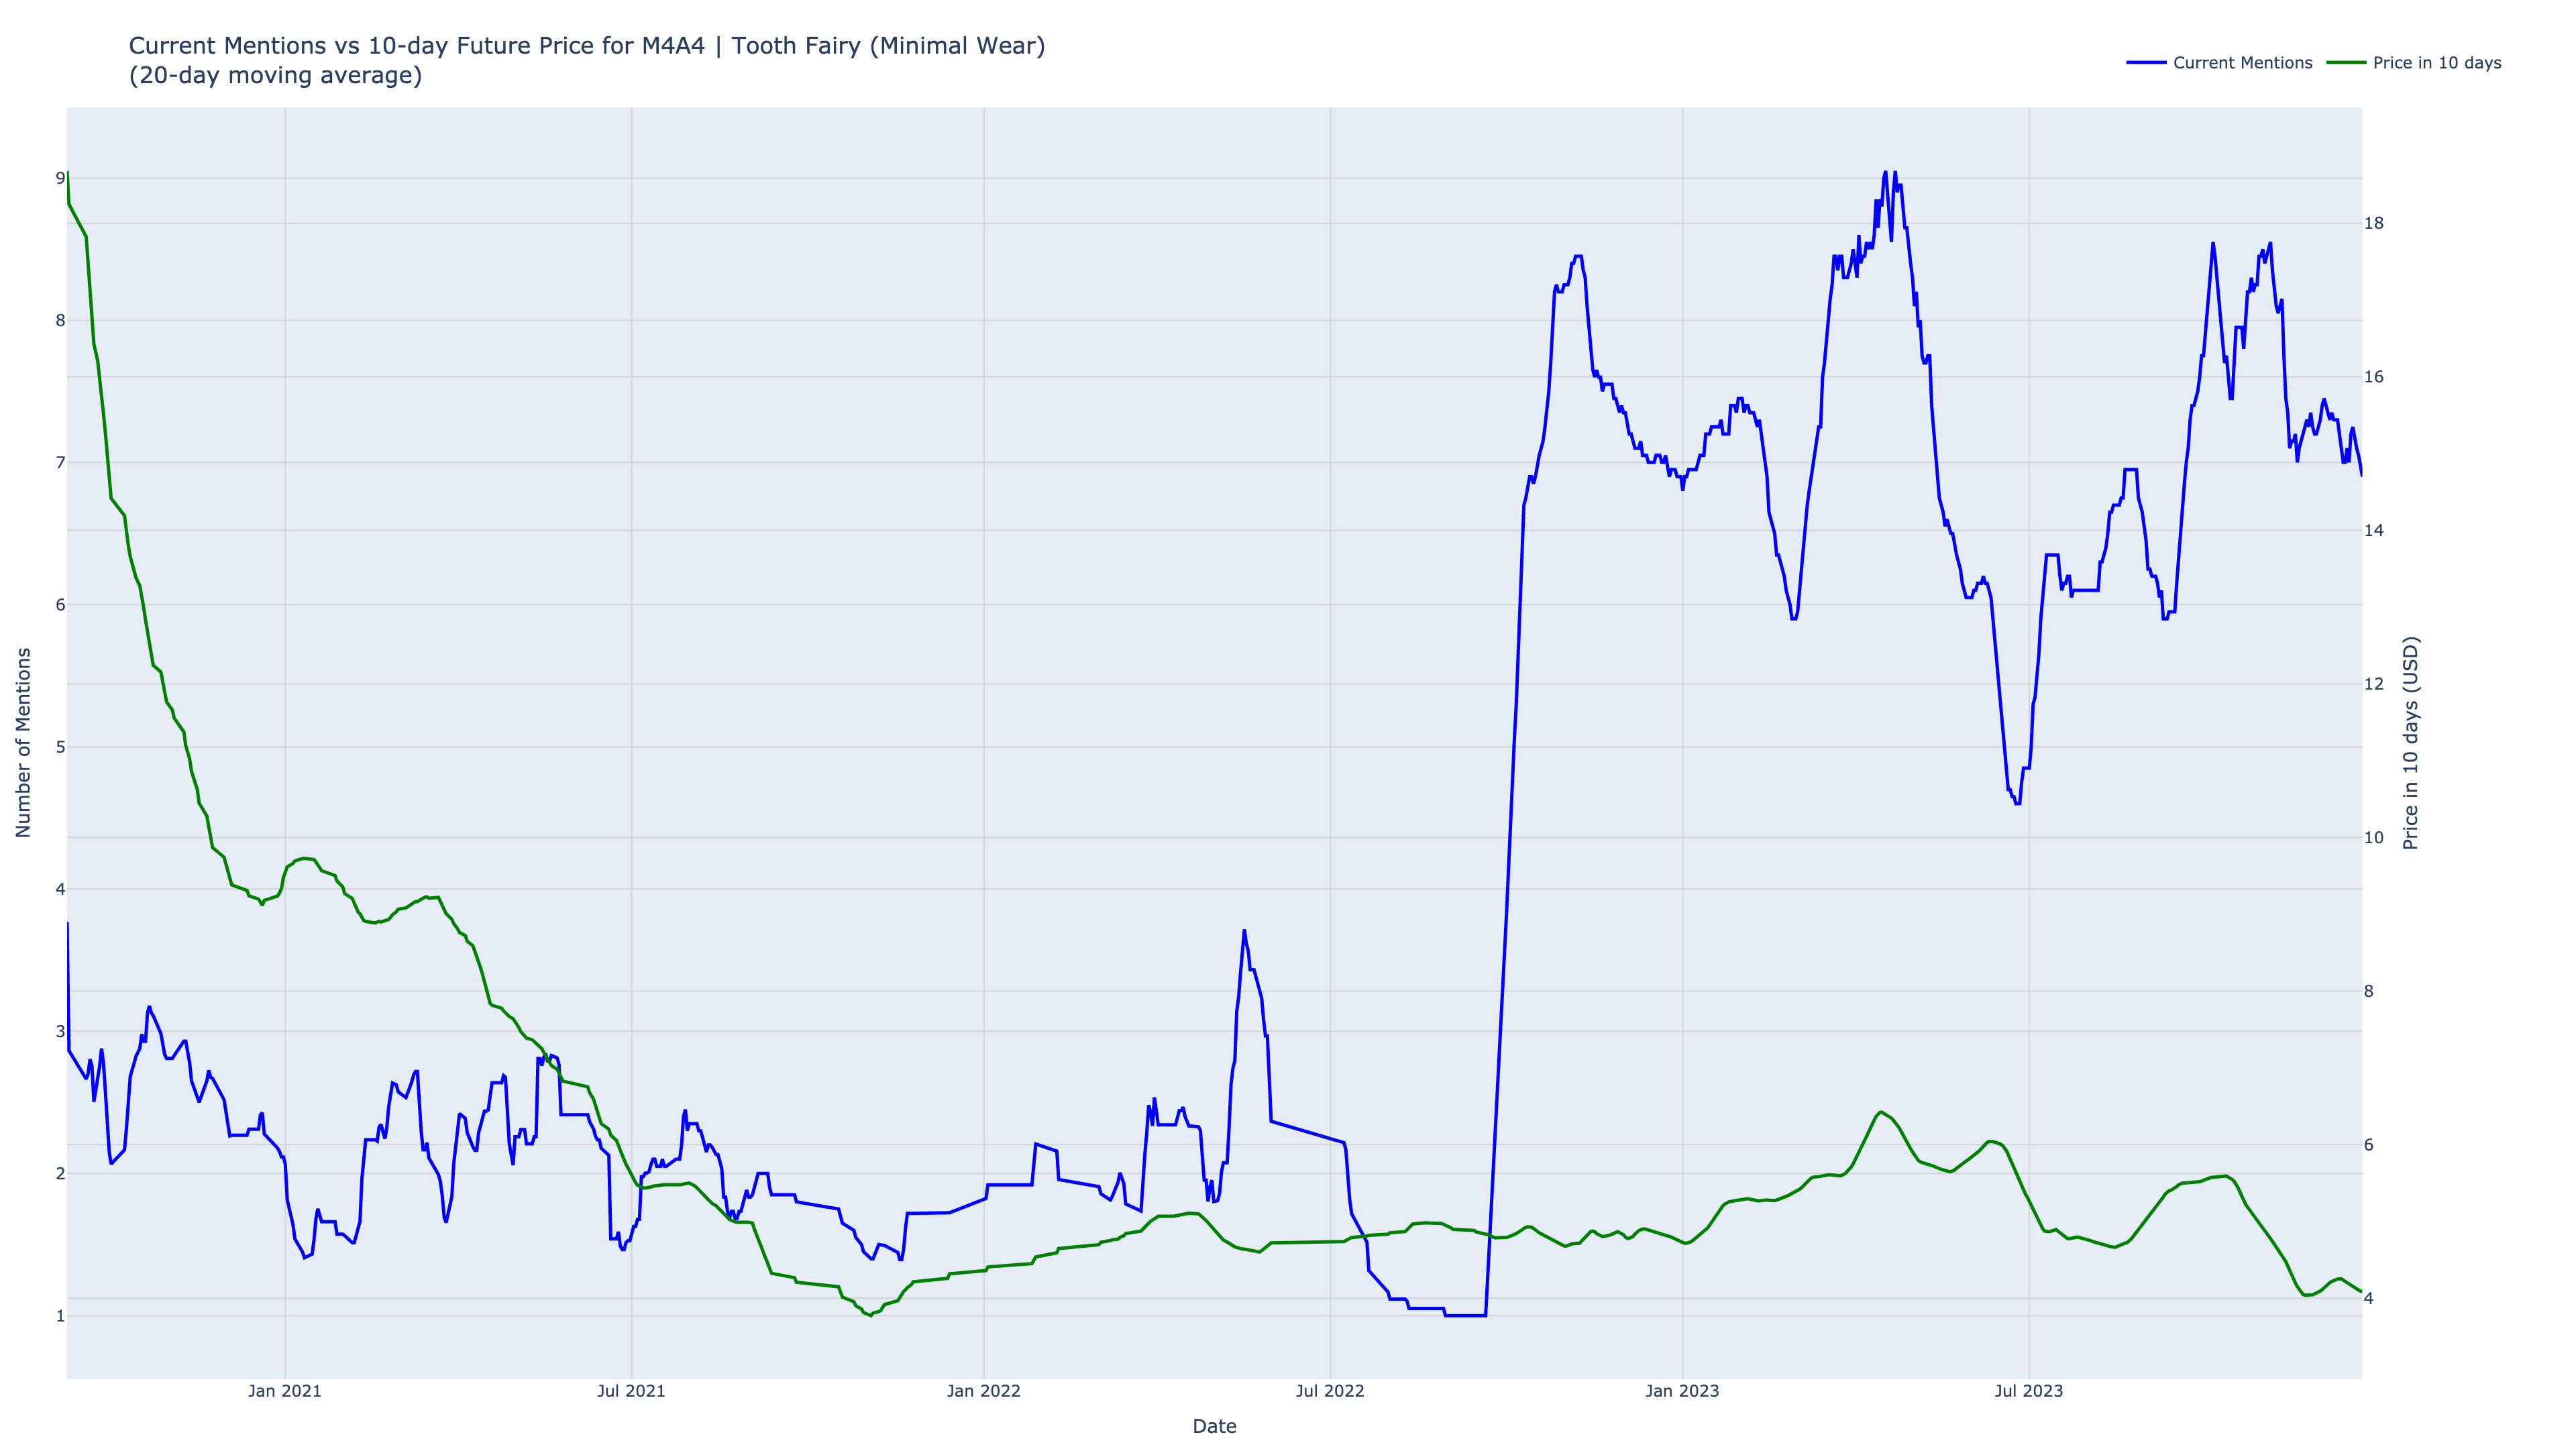 Current Mentions vs 10-day Future Price for M4A4 | Tooth Fairy (Minimal Wear)
(20-day moving average)
Current Mentions
Price in 10 days
9
8
7
6
5
4
3
2
1
Number of Mentions
18
16
14
12
10
8
6
4
Price in 10 days (USD)
Jan 2021
Jul 2021
Jan 2022
Jul 2022
Jan 2023
Jul 2023
Date